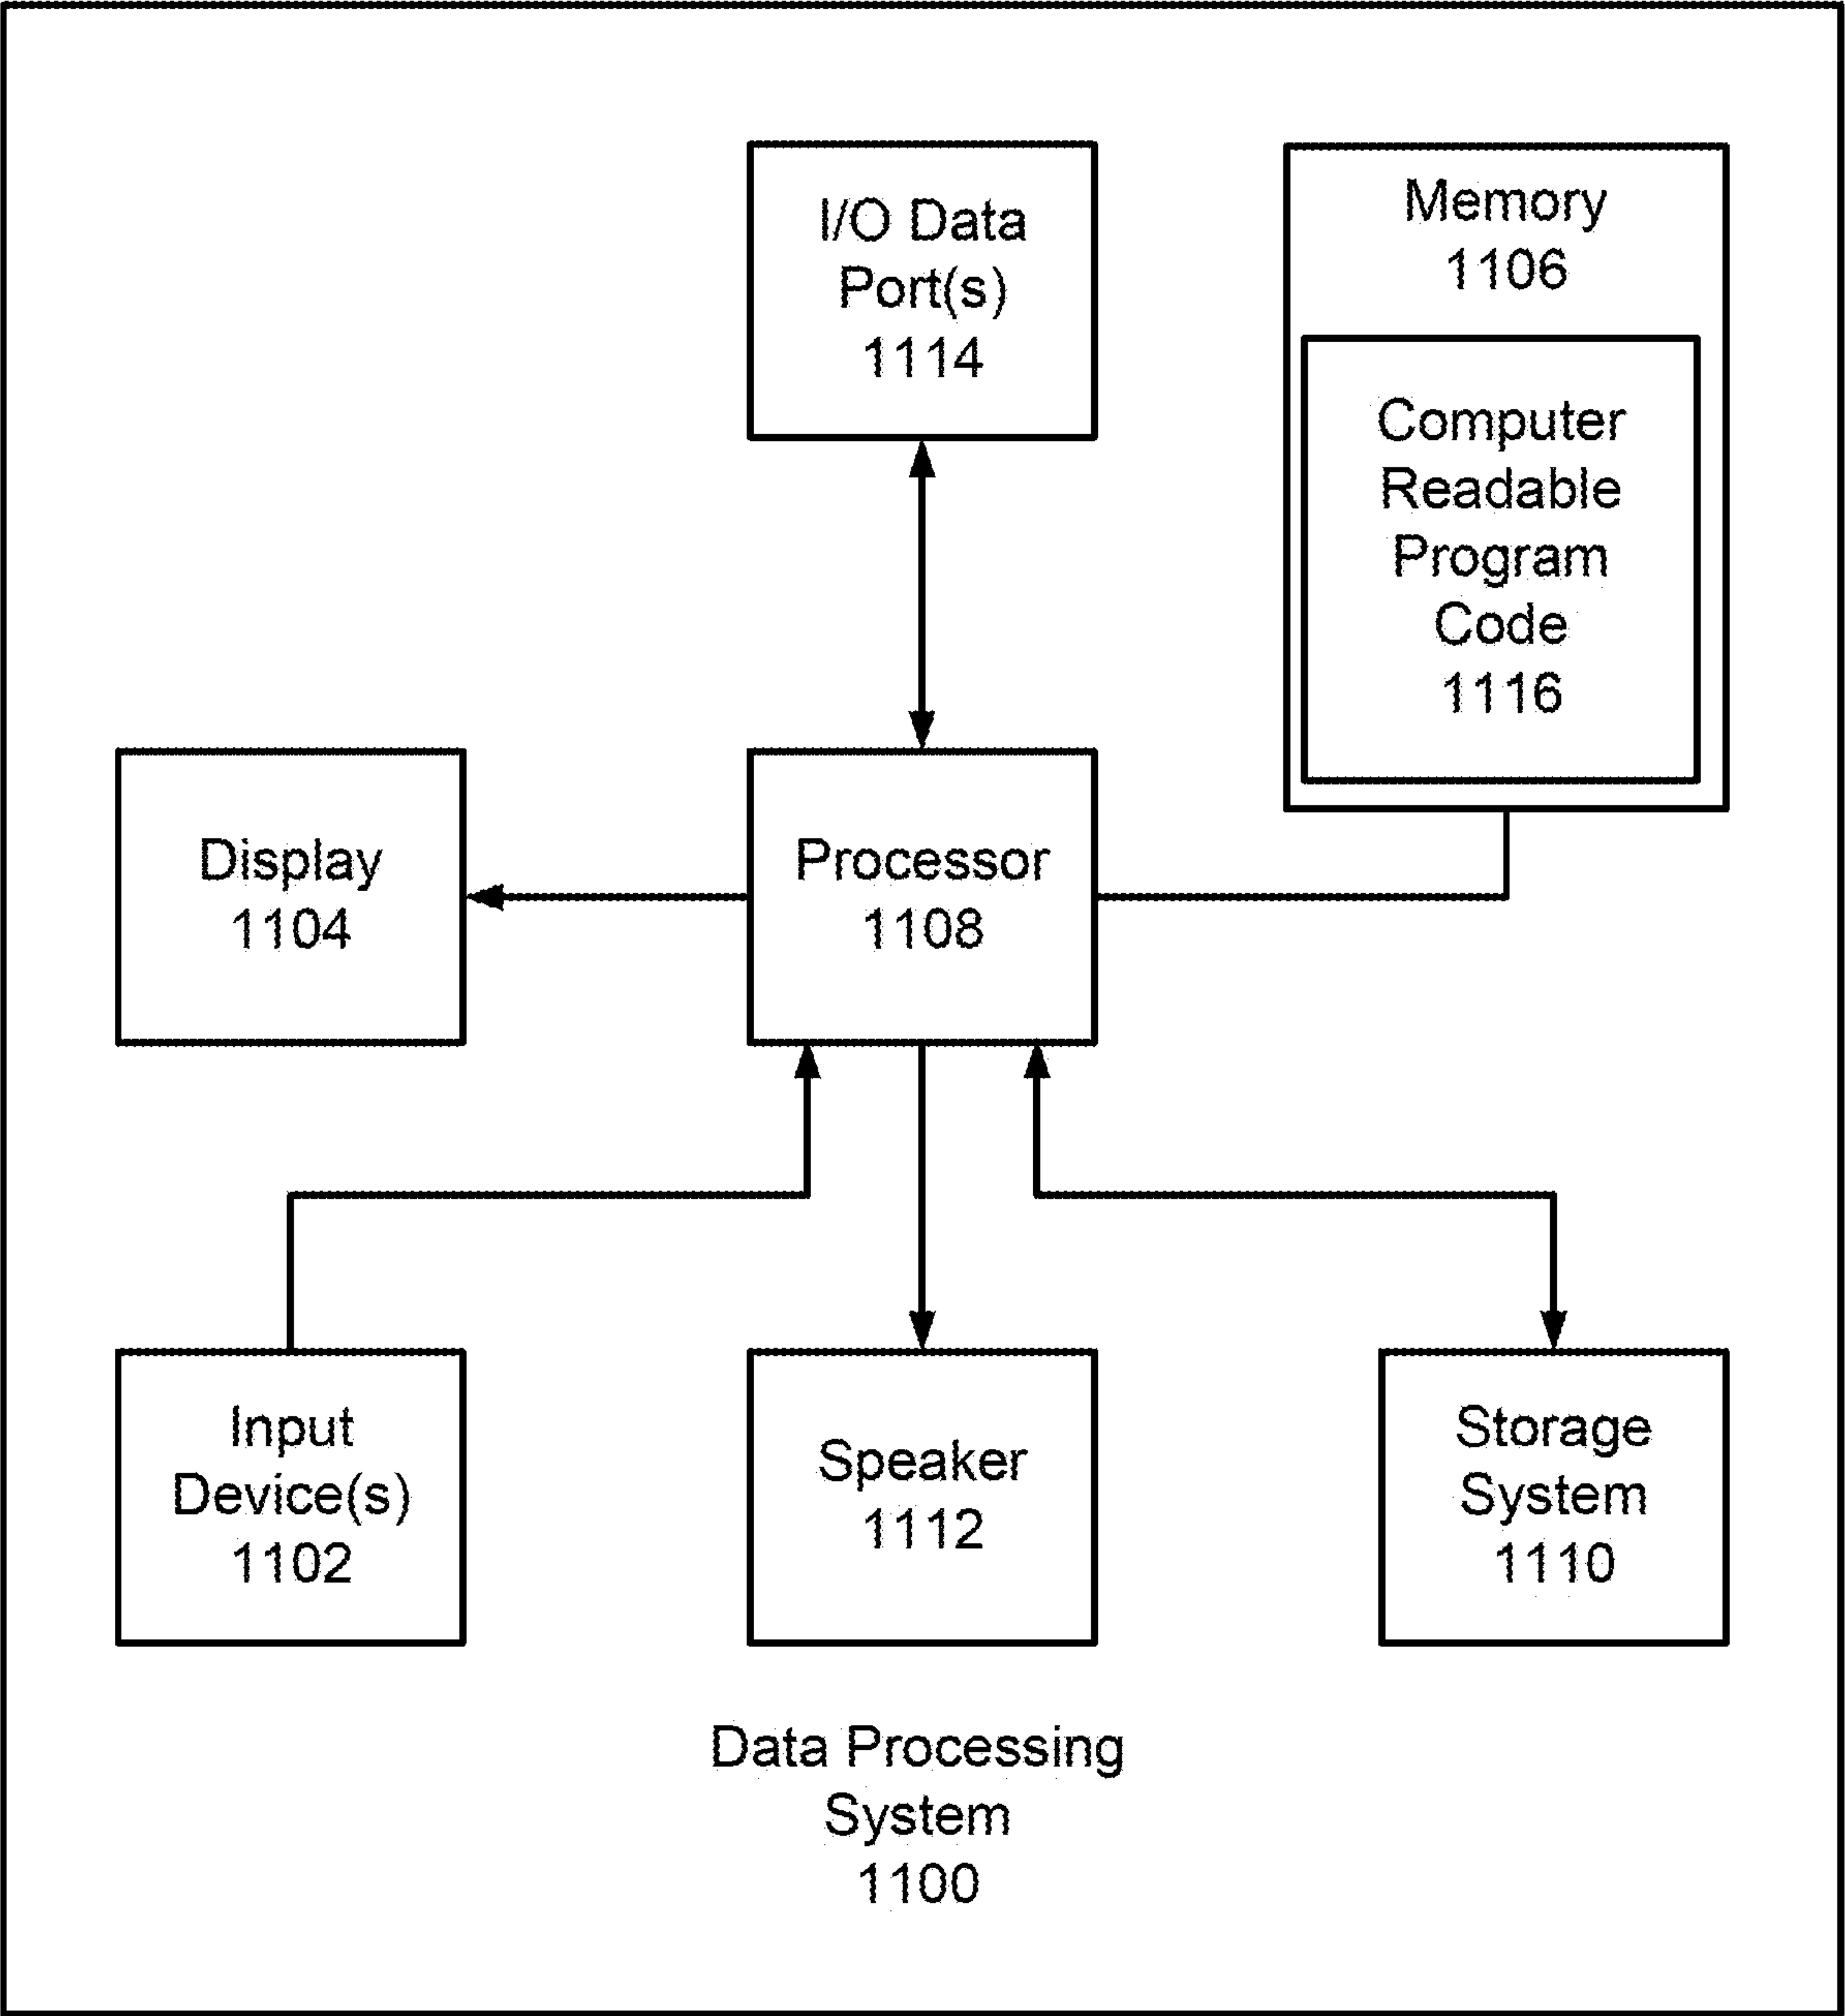 I/O Data
Port(s)
1114
Memory
1106
Computer
Readable
Program
Code
1116
Display
1104
Processor
1108
Input
Device(s)
1102
Speaker
1112
Storage
System
1110
Data Processing
System
1100